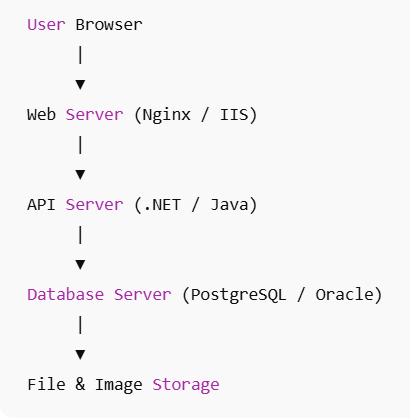 User Browser
|
▼
Web Server (Nginx / IIS)
|
▼
API Server (.NET / Java)
|
▼
Database Server (PostgreSQL / Oracle)
|
▼
File & Image Storage